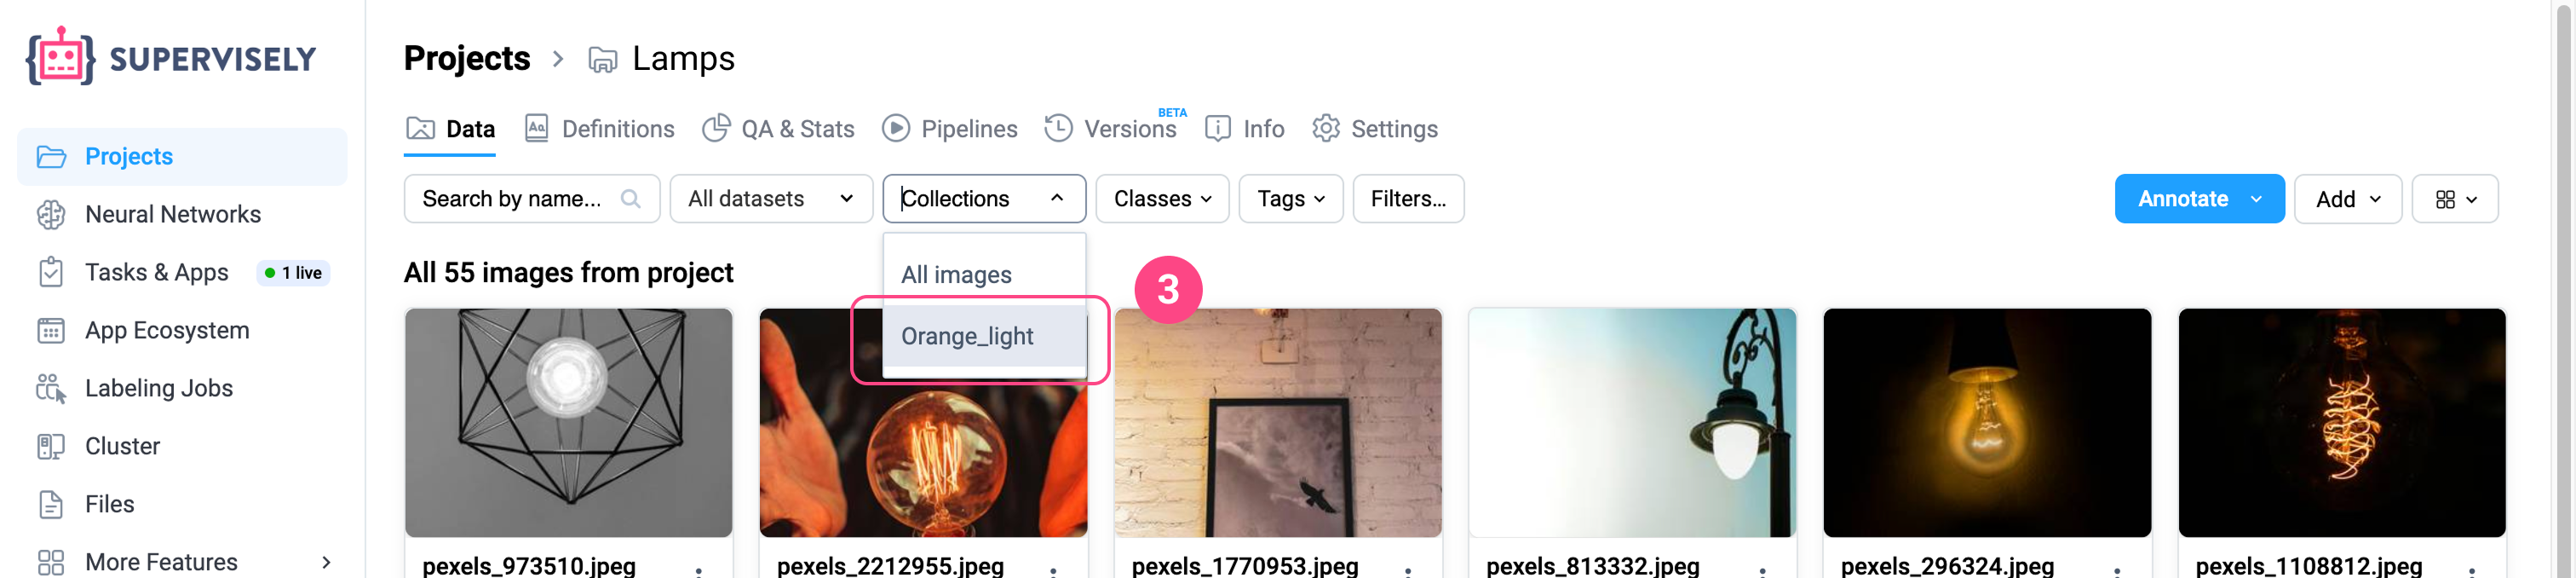 SUPERVISELY
Projects
Neural Networks
Tasks & Apps 1 live
App Ecosystem
Labeling Jobs
Cluster
Files
More Features
Projects > Lamps
Data Definitions QA & Stats Pipelines Versions BETA Info Settings
Search by name... All datasets Collections Classes Tags Filters... Annotate Add
All images
Orange_light
3
All 55 images from project
pexels_973510.jpeg pexels_2212955.jpeg pexels_1770953.jpeg pexels_813332.jpeg pexels_296324.jpeg pexels_1108812.jpeg